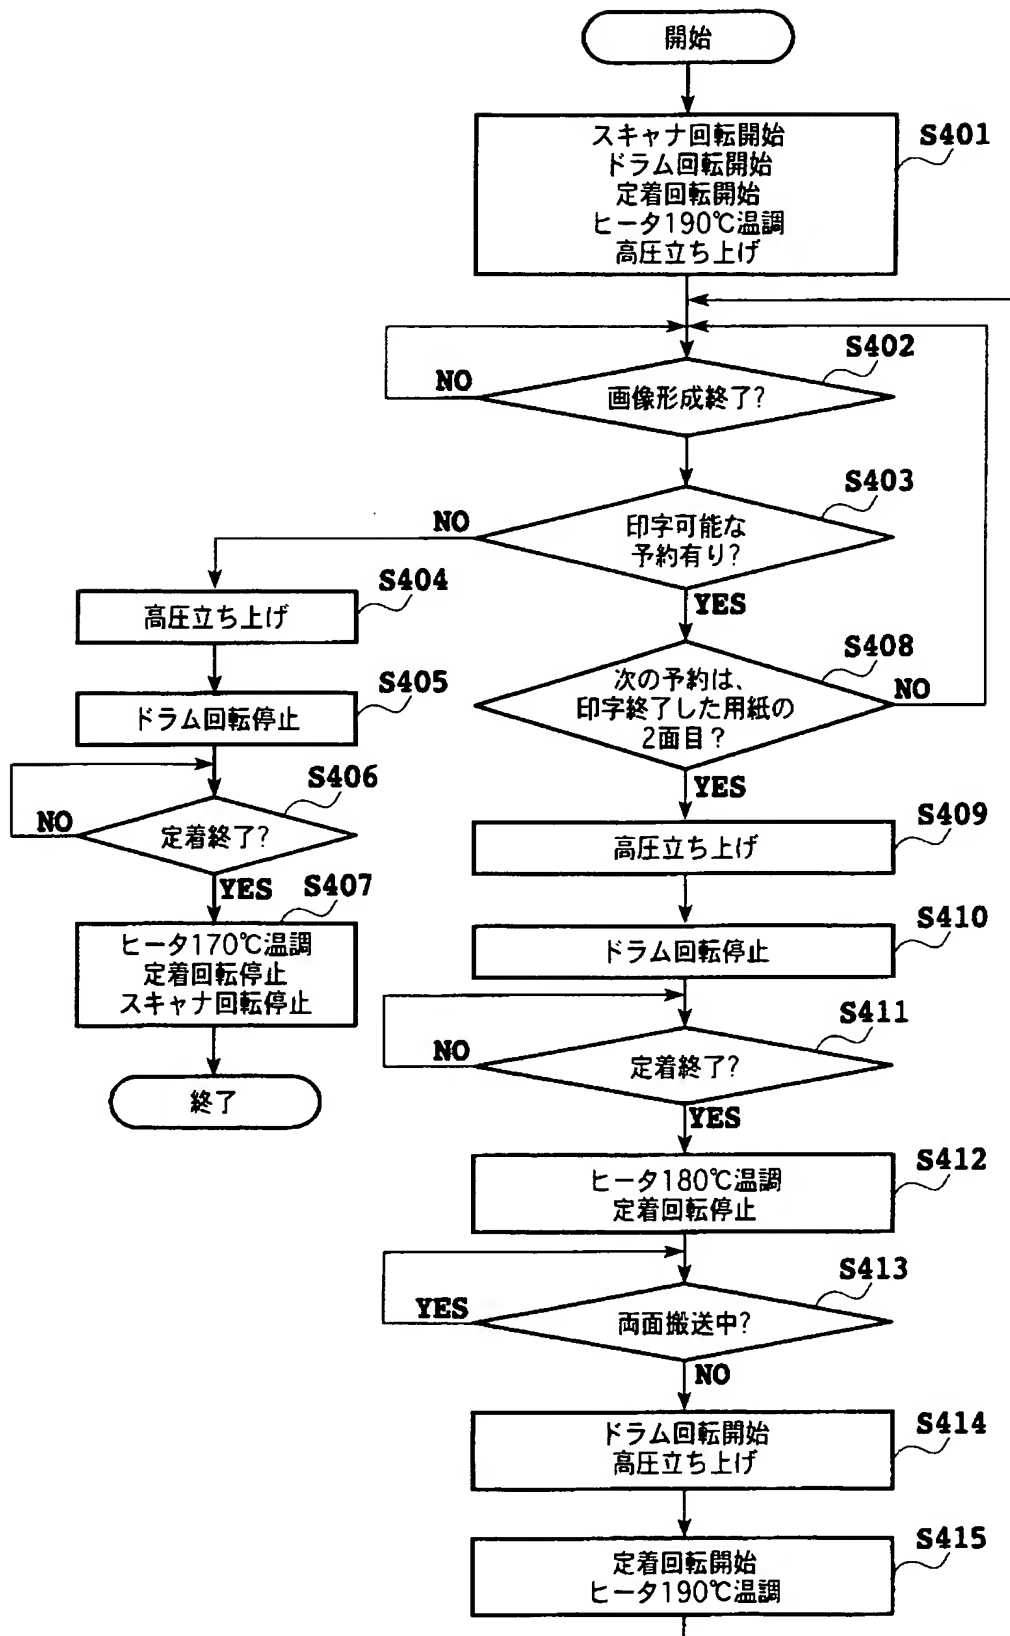 開始
S401
スキャナ回転開始
ドラム回転開始
定着回転開始
ヒータ190℃温調
高圧立ち上げ
S402
NO
画像形成終了?
S403
NO
印字可能な
予約有り?
YES
S404
高圧立ち上げ
S405
ドラム回転停止
S406
NO
定着終了?
YES
S407
ヒータ170℃温調
定着回転停止
スキャナ回転停止
終了
S408
次の予約は、
印字終了した用紙の
2面目?
NO
YES
S409
高圧立ち上げ
S410
ドラム回転停止
S411
NO
定着終了?
YES
S412
ヒータ180℃温調
定着回転停止
S413
YES
両面搬送中?
NO
S414
ドラム回転開始
高圧立ち上げ
S415
定着回転開始
ヒータ190℃温調